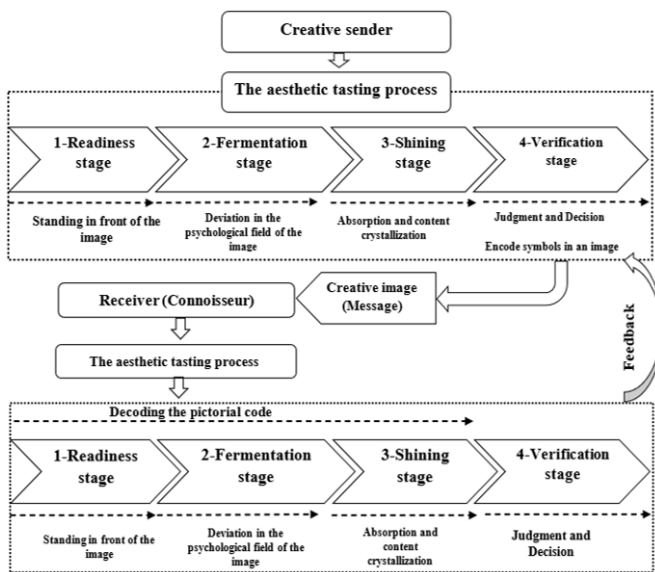 Creative sender
The aesthetic tasting process
1-Readiness
stage
2-Fermentation
stage
3-Shining
stage
4-Verification
stage
Standing in front of the
image
Deviation in the
psychological field of the
image
Absorption and content
crystallization
Judgment and Decision
Encode symbols in an image
Receiver (Connoisseur)
Creative image
(Message)
Feedback
The aesthetic tasting process
Decoding the pictorial code
1-Readiness
stage
2-Fermentation
stage
3-Shining
stage
4-Verification
stage
Standing in front of the
image
Deviation in the
psychological field of the
image
Absorption and
content
crystallization
Judgment and
Decision